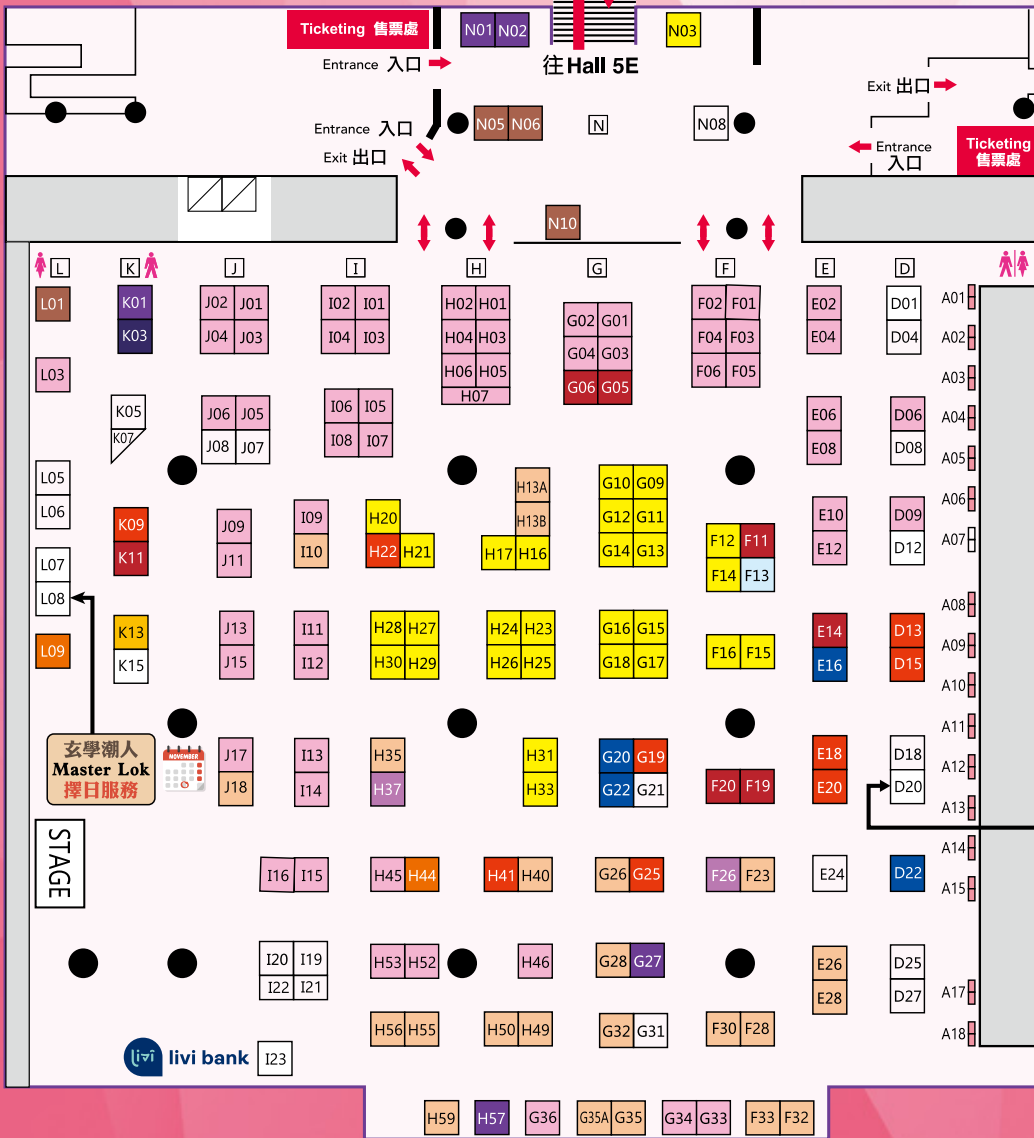 Ticketing 售票處
N01 N02
N03
Entrance 入口
往Hall 5E
Exit 出口
N05 N06
N
N08
Entrance 入口
Exit 出口
Entrance
入口
Ticketing
售票處
N10
L
K
J
I
H
G
F
E
D
L01
K01
J02 J01
I02 I01
H02 H01
G02 G01
F02 F01
E02
D01
A01
K03
J04 J03
I04 I03
H04 H03
G04 G03
F04 F03
E04
D04
A02
L03
H06 H05
G06 G05
F06 F05
A03
H07
K05
J06 J05
I06 I05
E06
D06
A04
K07
J08 J07
I08 I07
E08
D08
A05
L05
H13A
G10 G09
A06
L06
K09
J09
I09
H20
H13B
G12 G11
E10
D09
L07
K11
J11
I10
H22 H21
H17 H16
G14 G13
F12 F11
E12
D12
A07
L08
F14 F13
A08
L09
K13
J13
I11
H28 H27
H24 H23
G16 G15
F16 F15
E14
D13
A09
K15
J15
I12
H30 H29
H26 H25
G18 G17
E16
D15
A10
A11
玄學潮人
Master Lok
擇日服務
NOVEMBER
J17
I13
H35
H31
G20 G19
E18
D18
A12
J18
I14
H37
H33
G22 G21
F20 F19
E20
D20
A13
STAGE
A14
I16 I15
H45 H44
H41 H40
G26 G25
F26 F23
E24
D22
A15
I20 I19
H53 H52
H46
G28 G27
E26
D25
I22 I21
E28
D27
A17
H56 H55
H50 H49
G32 G31
F30 F28
A18
livi
livi bank
I23
H59
H57
G36
G35A G35
G34 G33
F33 F32